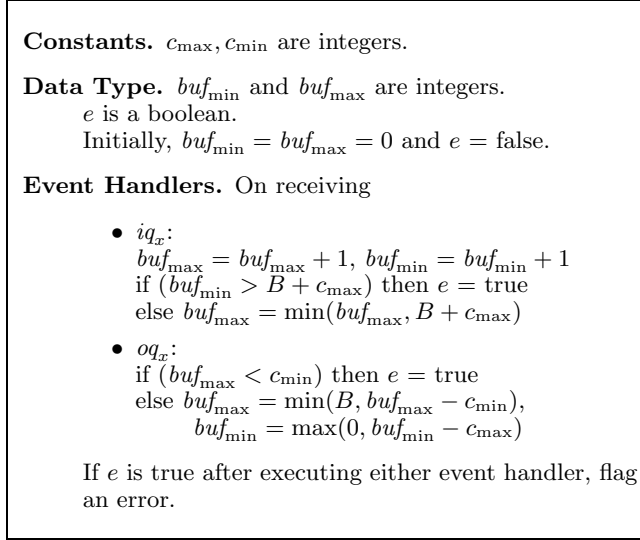 Constants. c_max, c_min are integers.
Data Type. buf_min and buf_max are integers.
e is a boolean.
Initially, buf_min = buf_max = 0 and e = false.
Event Handlers. On receiving
• iq_x:
buf_max = buf_max + 1, buf_min = buf_min + 1
if (buf_min > B + c_max) then e = true
else buf_max = min(buf_max, B + c_max)
• oq_x:
if (buf_max < c_min) then e = true
else buf_max = min(B, buf_max − c_min),
buf_min = max(0, buf_min − c_max)
If e is true after executing either event handler, flag
an error.